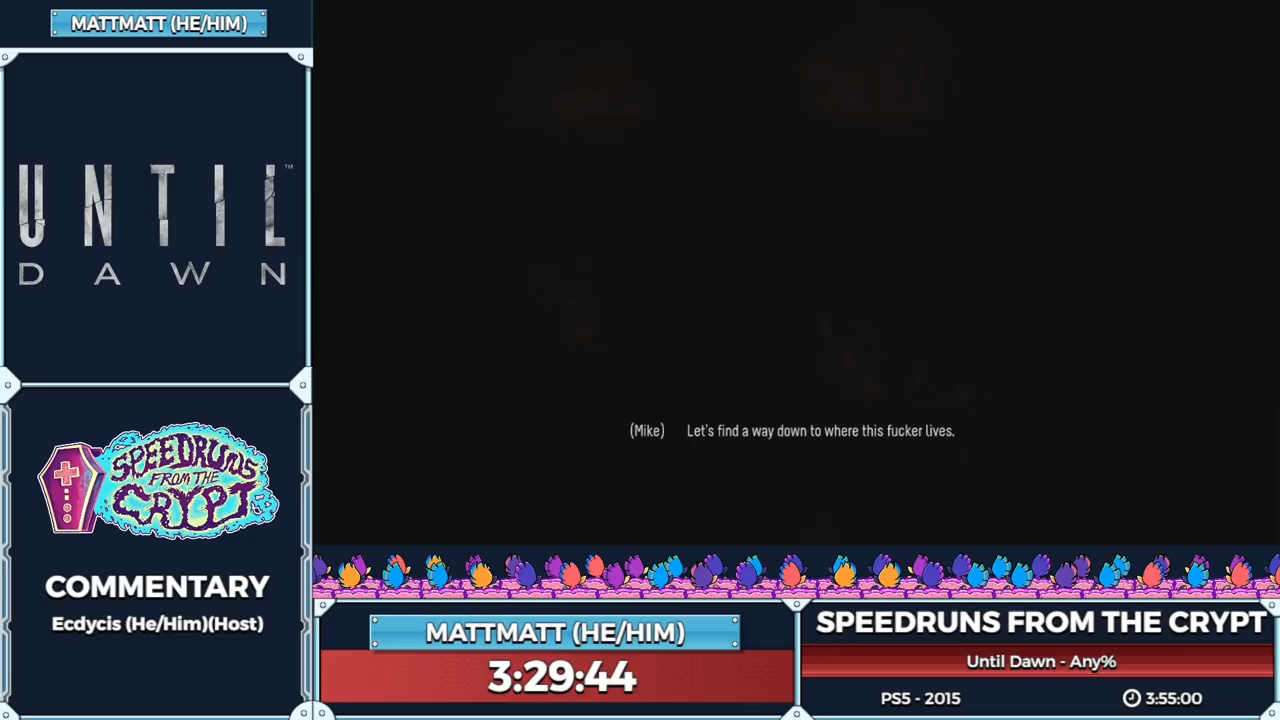 MATTMATT (HE/HIM)
UNTIL™
DAWN
SPEEDRUNS
FROM THE
CRYPT
COMMENTARY
Ecdycis (He/Him)(Host)
(Mike) Let's find a way down to where this fucker lives.
MATTMATT (HE/HIM)
3:29:44
SPEEDRUNS FROM THE CRYPT
Until Dawn - Any%
PS5 - 2015
3:55:00